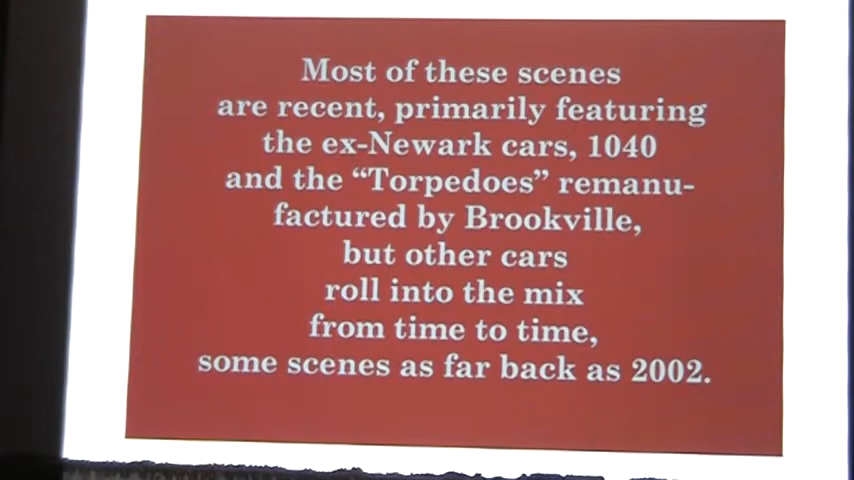 Most of these scenes
are recent, primarily featuring
the ex-Newark cars, 1040
and the “Torpedoes” remanu-
factured by Brookville,
but other cars
roll into the mix
from time to time,
some scenes as far back as 2002.